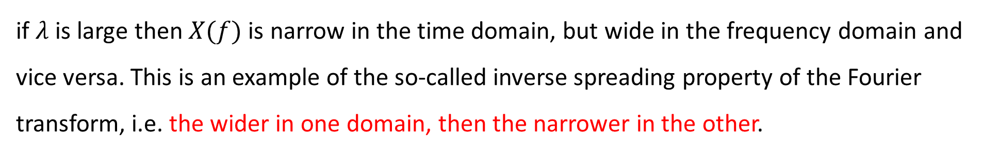 if λ is large then X(f) is narrow in the time domain, but wide in the frequency domain and
vice versa. This is an example of the so-called inverse spreading property of the Fourier
transform, i.e. the wider in one domain, then the narrower in the other.